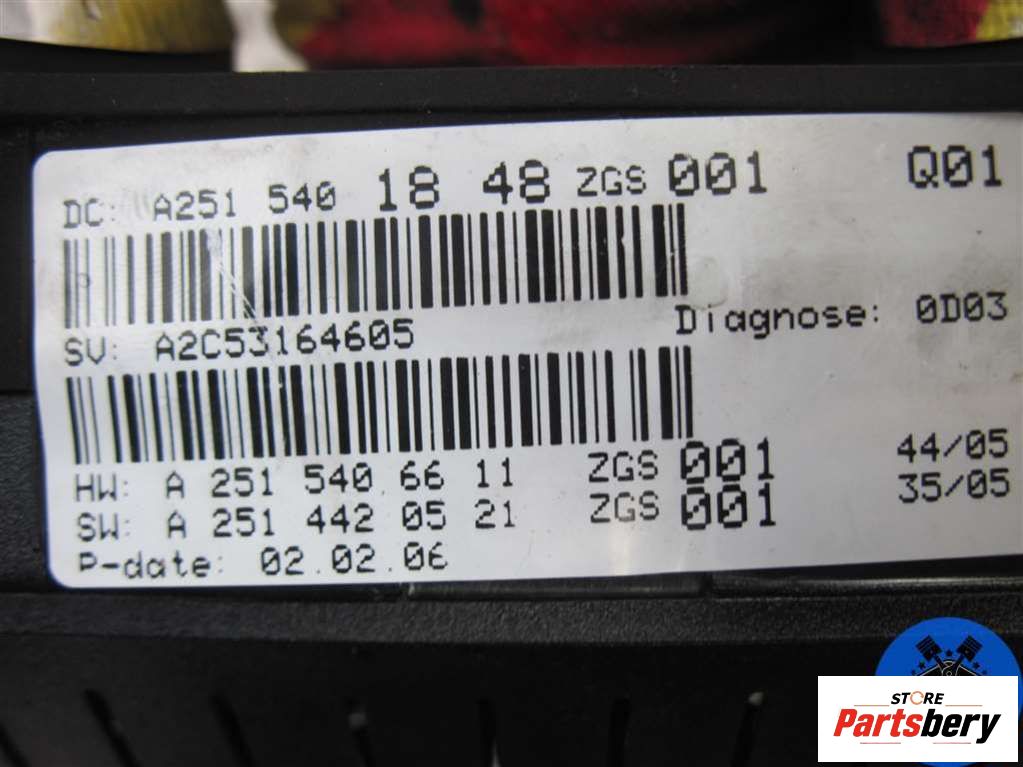 DC: A251 540 18 48 ZGS 001 Q01
SV: A2C53164605 Diagnose: 0D03
HW: A 251 540 66 11 ZGS 001 44/05
SW: A 251 442 05 21 ZGS 001 35/05
P-date: 02.02.06
STORE
Partsbery